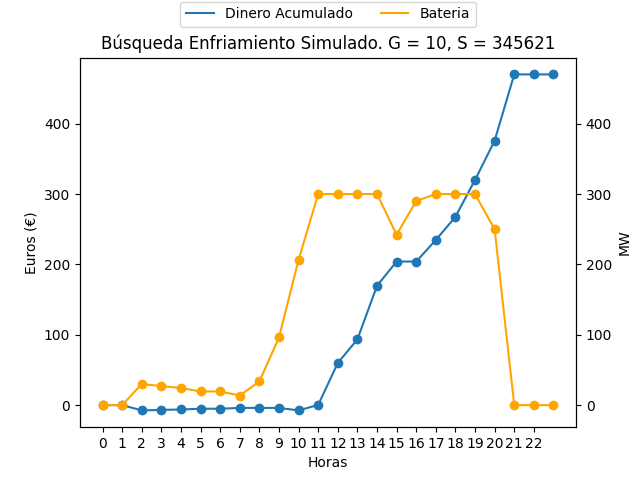 Dinero Acumulado Bateria
Búsqueda Enfriamiento Simulado. G = 10, S = 345621
400 400
300 300
200 200
100 100
0 0
Euros (€)
MW
0 1 2 3 4 5 6 7 8 9 10 11 12 13 14 15 16 17 18 19 20 21 22
Horas